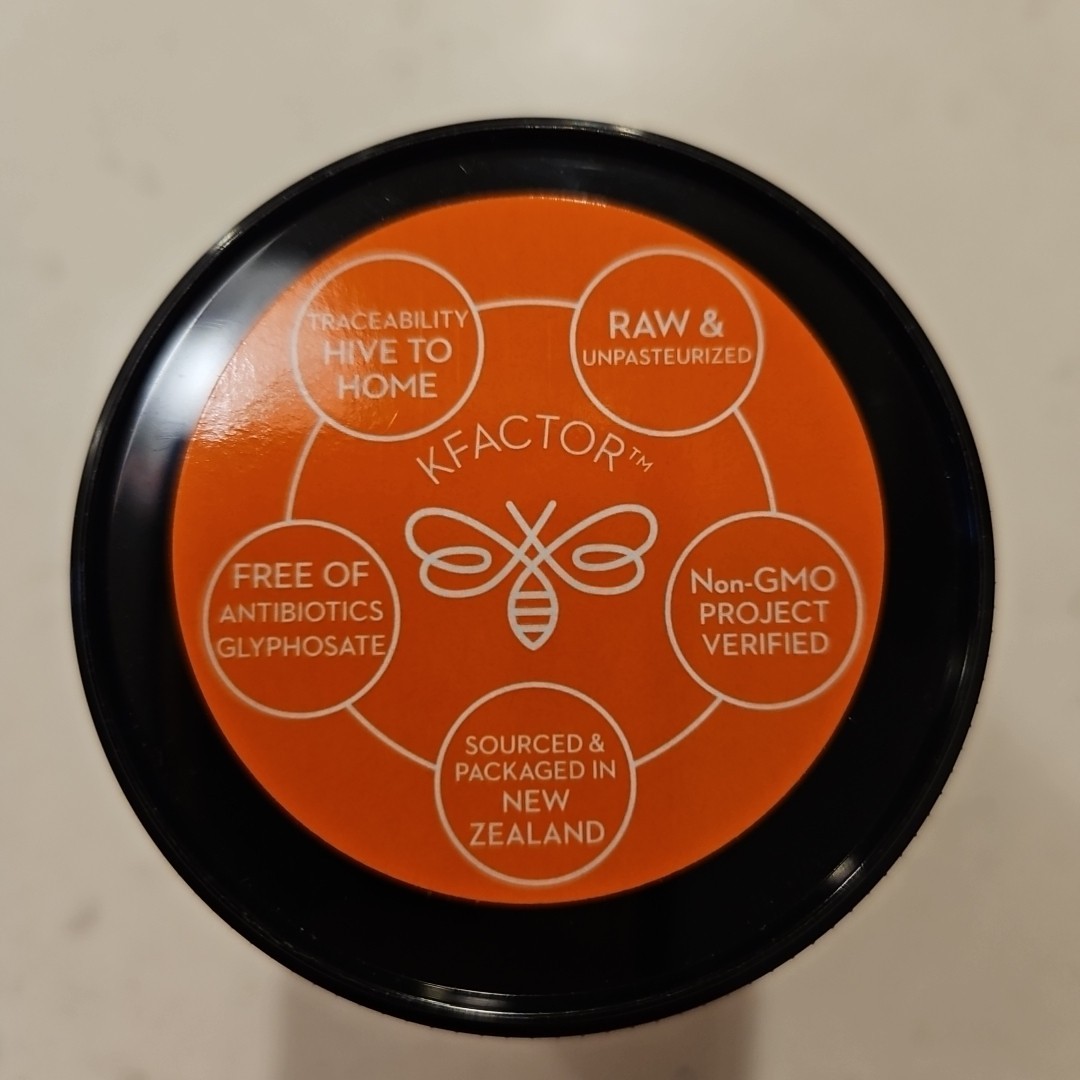 TRACEABILITY
HIVE TO
HOME
RAW &
UNPASTEURIZED
KFACTOR™
FREE OF
ANTIBIOTICS
GLYPHOSATE
Non-GMO
PROJECT
VERIFIED
SOURCED &
PACKAGED IN
NEW
ZEALAND